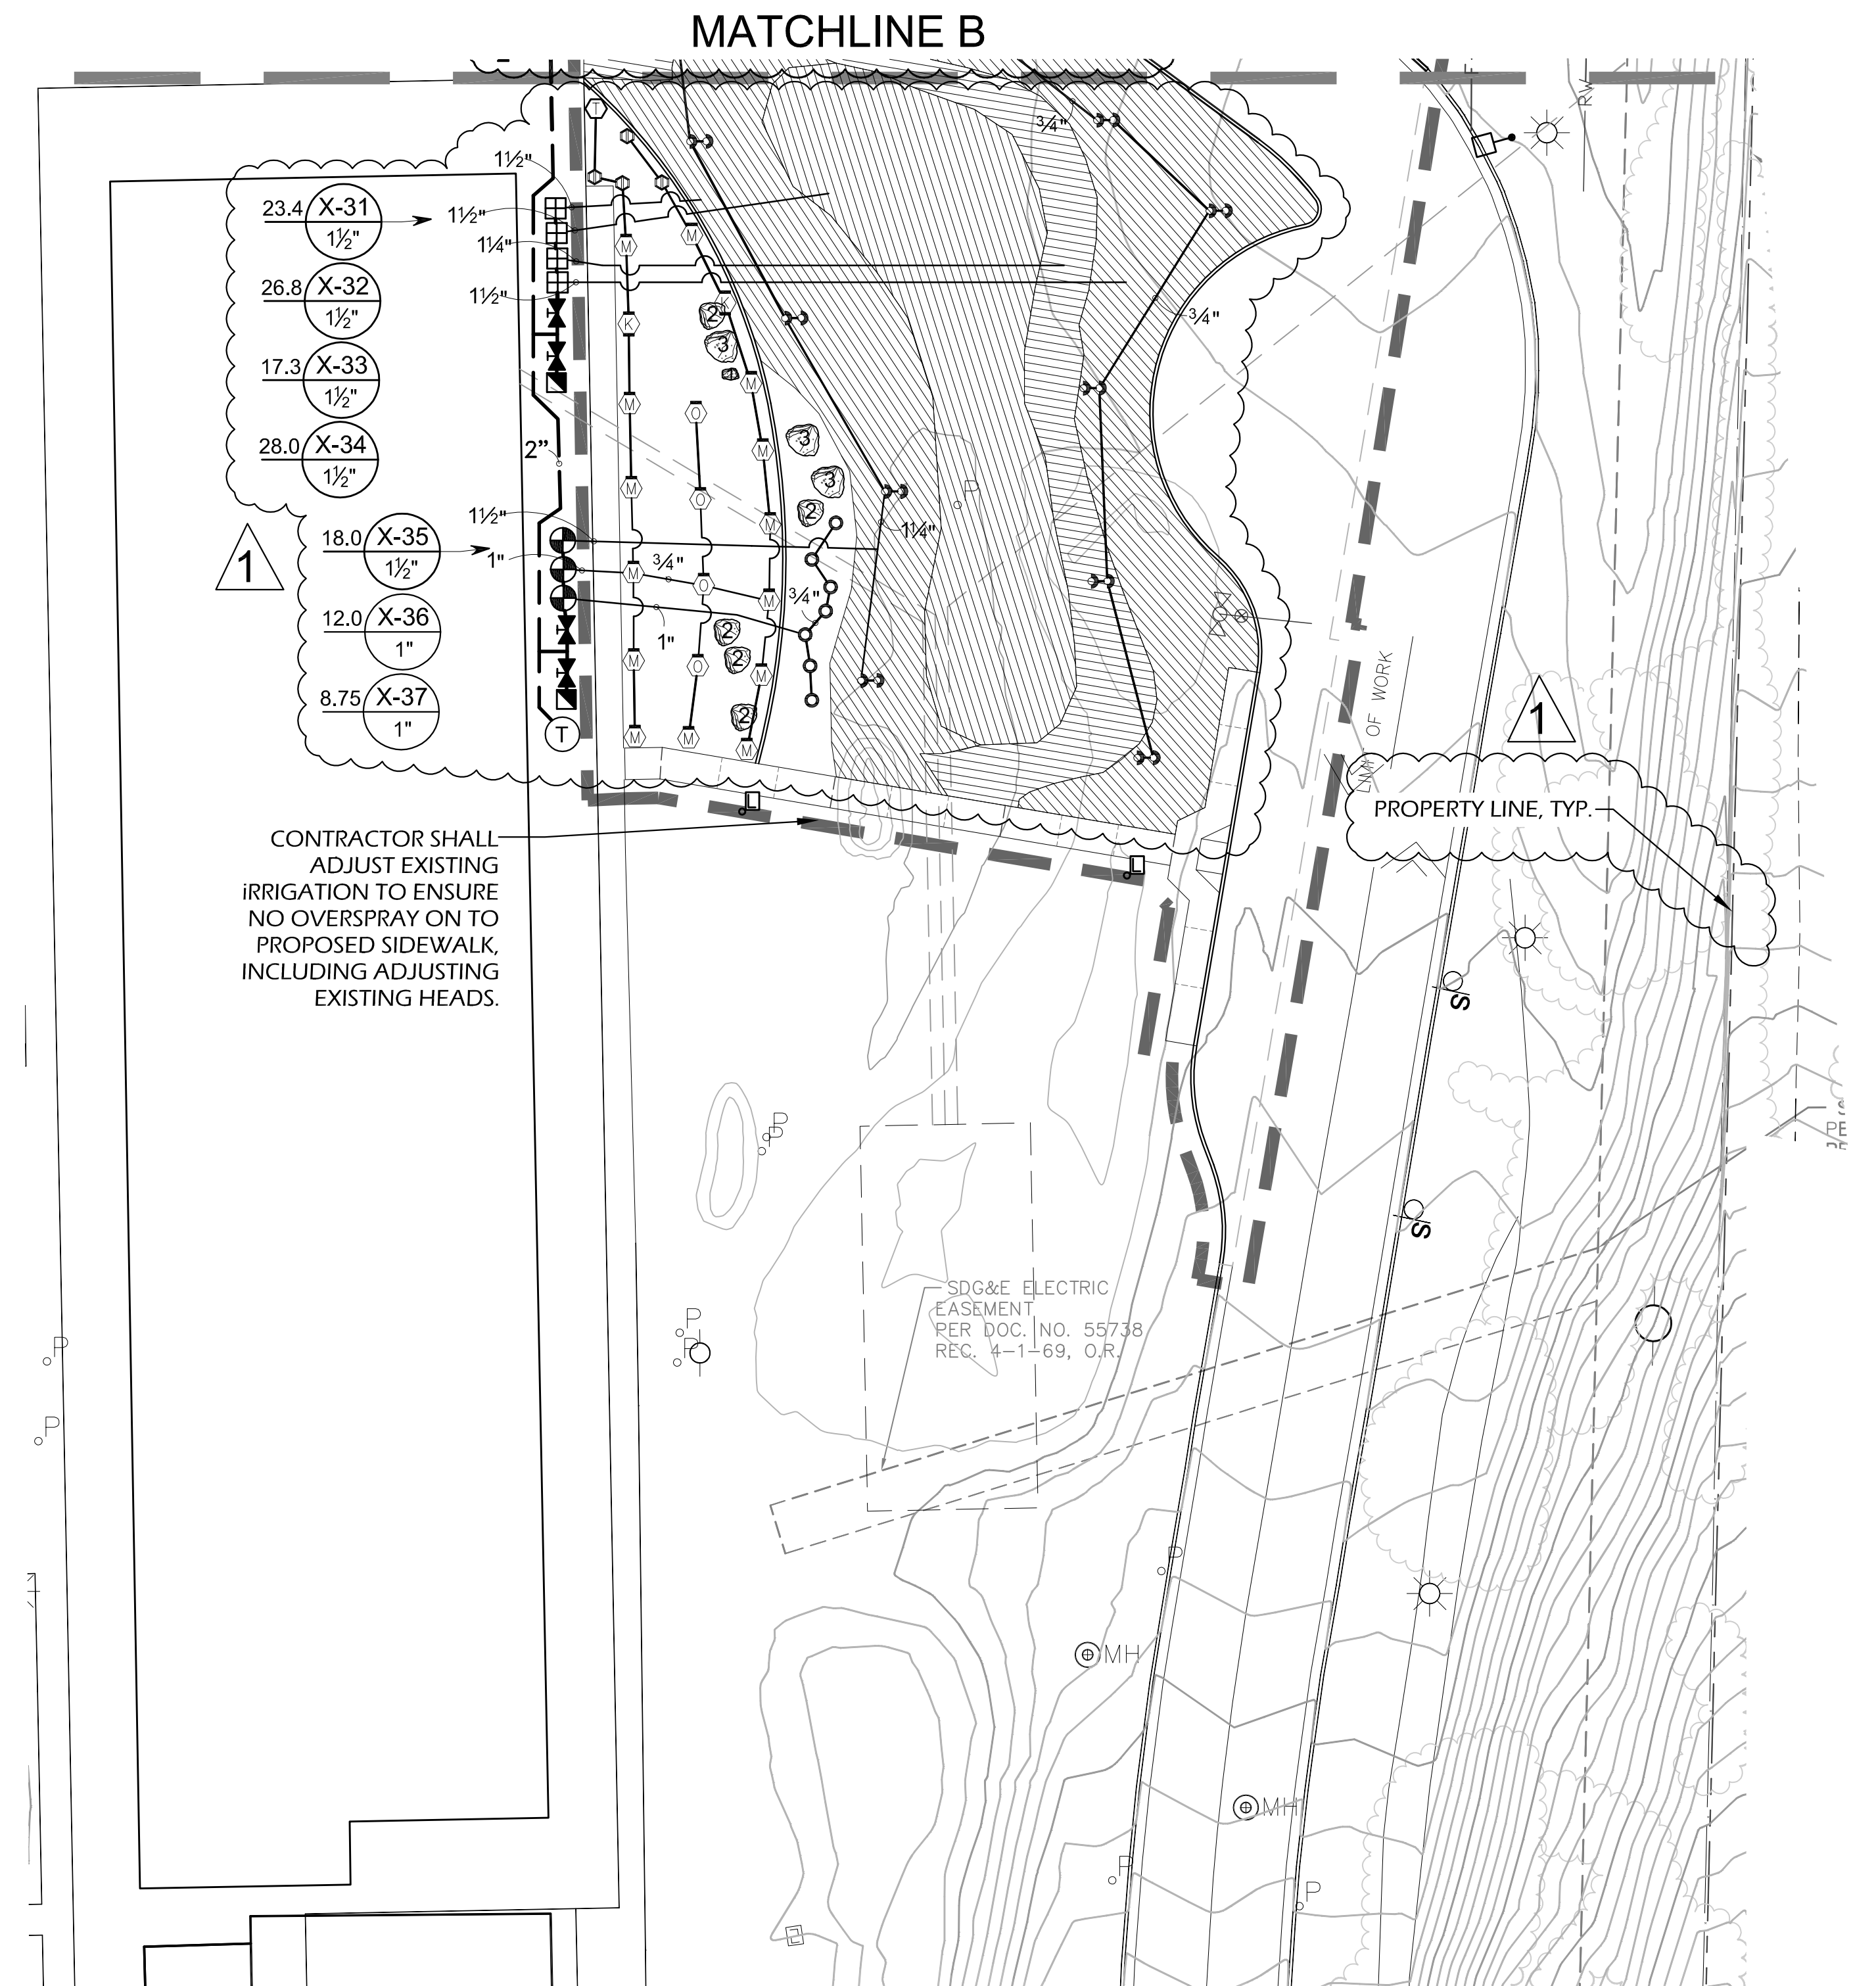 MATCHLINE B
23.4 X-31
1½"
26.8 X-32
1½"
17.3 X-33
1½"
28.0 X-34
1½"
1
18.0 X-35
1½"
12.0 X-36
1"
8.75 X-37
1"
1½"
1½"
1¼"
1½"
2"
1½"
1"
T
T
M
M
K
K
M
M
M
M
M
M
M
M
M
M
M
M
M
O
O
O
O
M
2
3
1
3
3
2
2
2
2
3/4"
3/4"
3/4"
3/4"
1¼"
1"
P
RW
LIMIT OF WORK
1
PROPERTY LINE, TYP.
L
L
CONTRACTOR SHALL
ADJUST EXISTING
iRRIGATION TO ENSURE
NO OVERSPRAY ON TO
PROPOSED SIDEWALK,
INCLUDING ADJUSTING
EXISTING HEADS.
S
S
P
P
PE
SDG&E ELECTRIC
EASEMENT
PER DOC. NO. 55738
REC. 4-1-69, O.R.
P
P
P
P
P
MH
MH
P
P